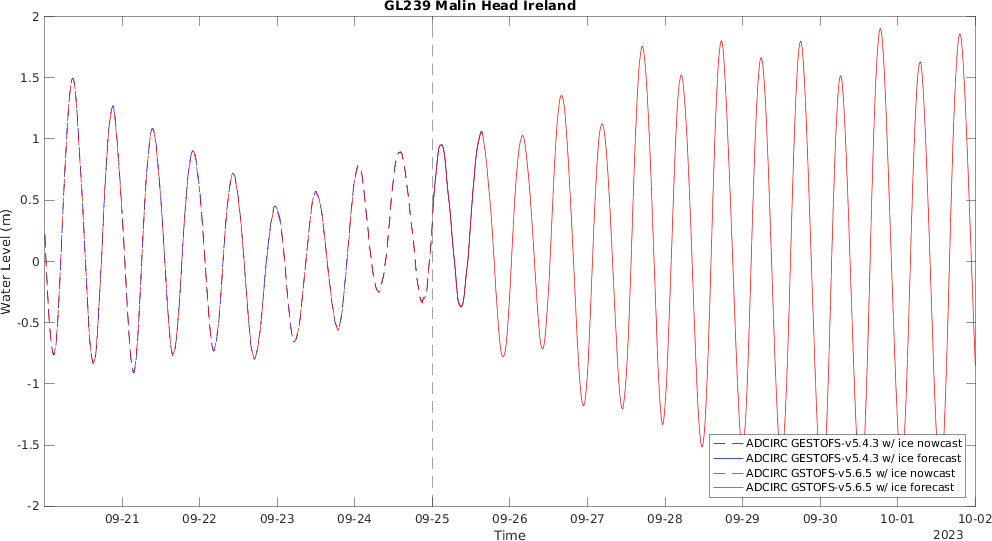 GL239 Malin Head Ireland
2
1.5
1
0.5
0
-0.5
-1
-1.5
-2
Water Level (m)
ADCIRC GESTOFS-v5.4.3 w/ ice nowcast
ADCIRC GESTOFS-v5.4.3 w/ ice forecast
ADCIRC GSTOFS-v5.6.5 w/ ice nowcast
ADCIRC GSTOFS-v5.6.5 w/ ice forecast
09-21 09-22 09-23 09-24 09-25 09-26 09-27 09-28 09-29 09-30 10-01 10-02
Time
2023